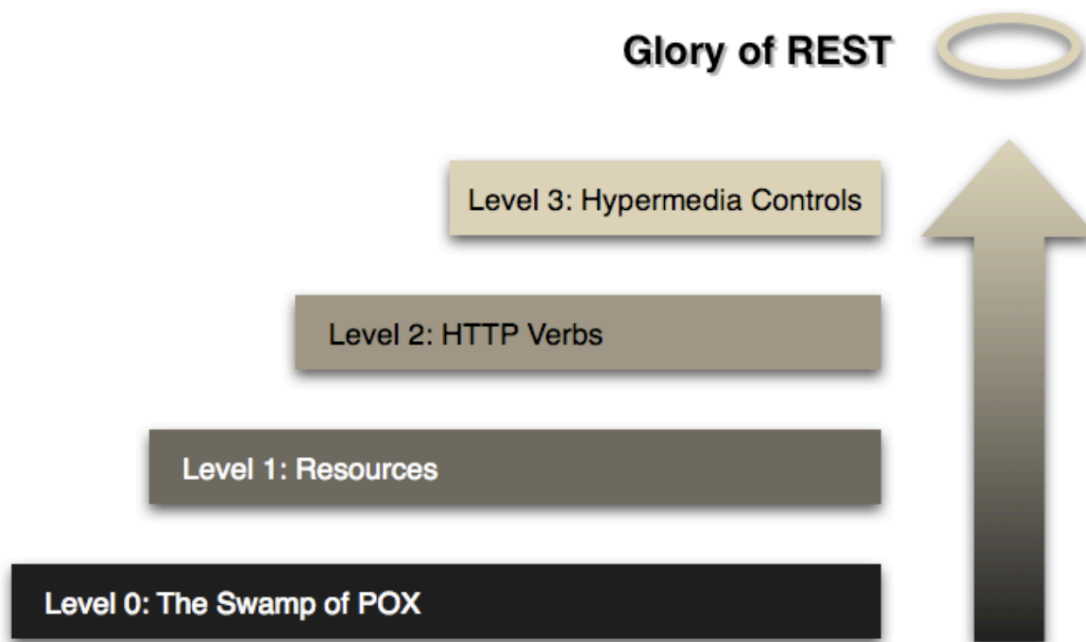 Glory of REST
Level 3: Hypermedia Controls
Level 2: HTTP Verbs
Level 1: Resources
Level 0: The Swamp of POX